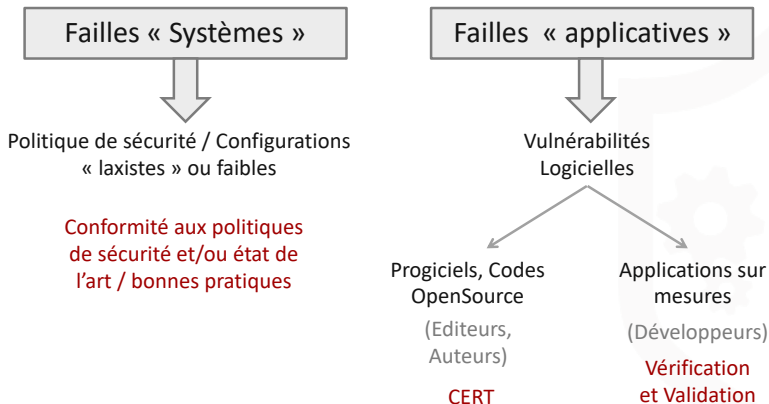 Failles « Systèmes »
Politique de sécurité / Configurations
« laxistes » ou faibles
Conformité aux politiques
de sécurité et/ou état de
l'art / bonnes pratiques
Failles « applicatives »
Vulnérabilités
Logicielles
Progiciels, Codes
OpenSource
(Editeurs,
Auteurs)
CERT
Applications sur
mesures
(Développeurs)
Vérification
et Validation